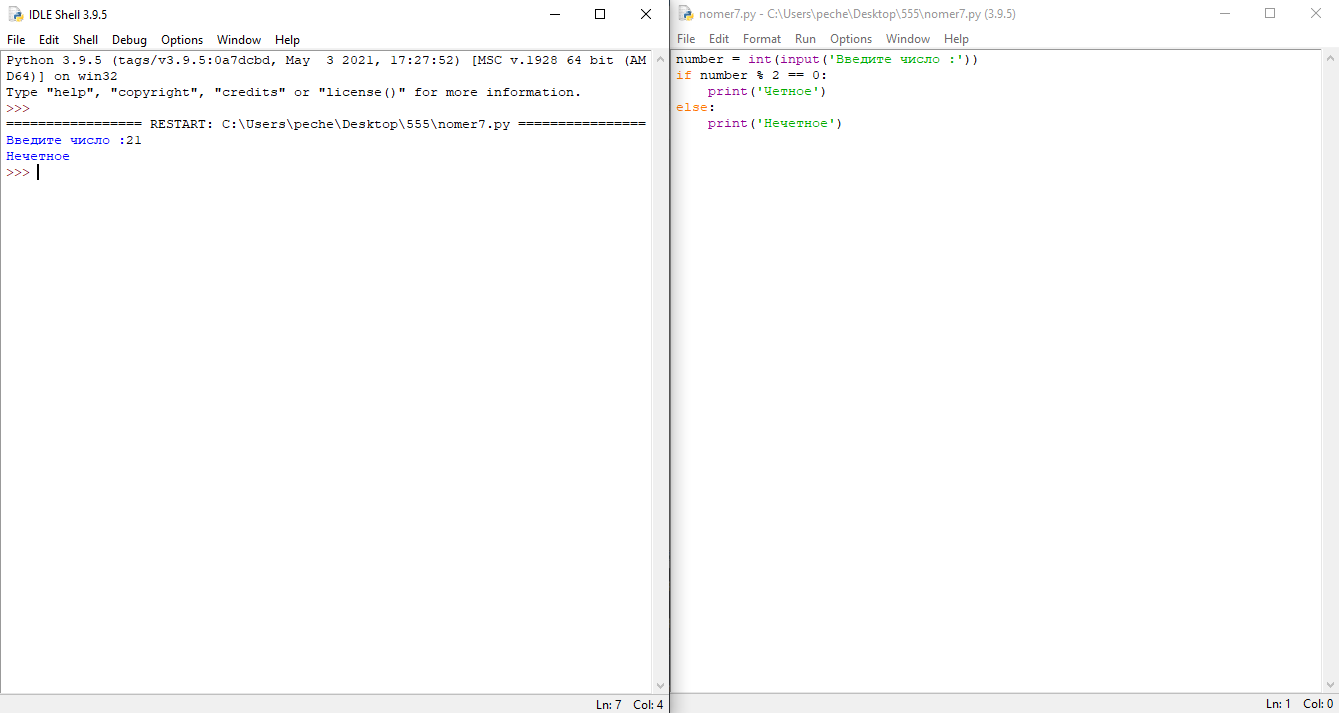 IDLE Shell 3.9.5
File Edit Shell Debug Options Window Help
Python 3.9.5 (tags/v3.9.5:0a7dcbd, May  3 2021, 17:27:52) [MSC v.1928 64 bit (AM
D64)] on win32
Type "help", "copyright", "credits" or "license()" for more information.
>>>
================= RESTART: C:\Users\peche\Desktop\555\nomer7.py ================
Введите число :21
Нечетное
>>>
Ln: 7 Col: 4
nomer7.py - C:\Users\peche\Desktop\555\nomer7.py (3.9.5)
File Edit Format Run Options Window Help
number = int(input('Введите число :'))
if number % 2 == 0:
    print('Четное')
else:
    print('Нечетное')
Ln: 1 Col: 0